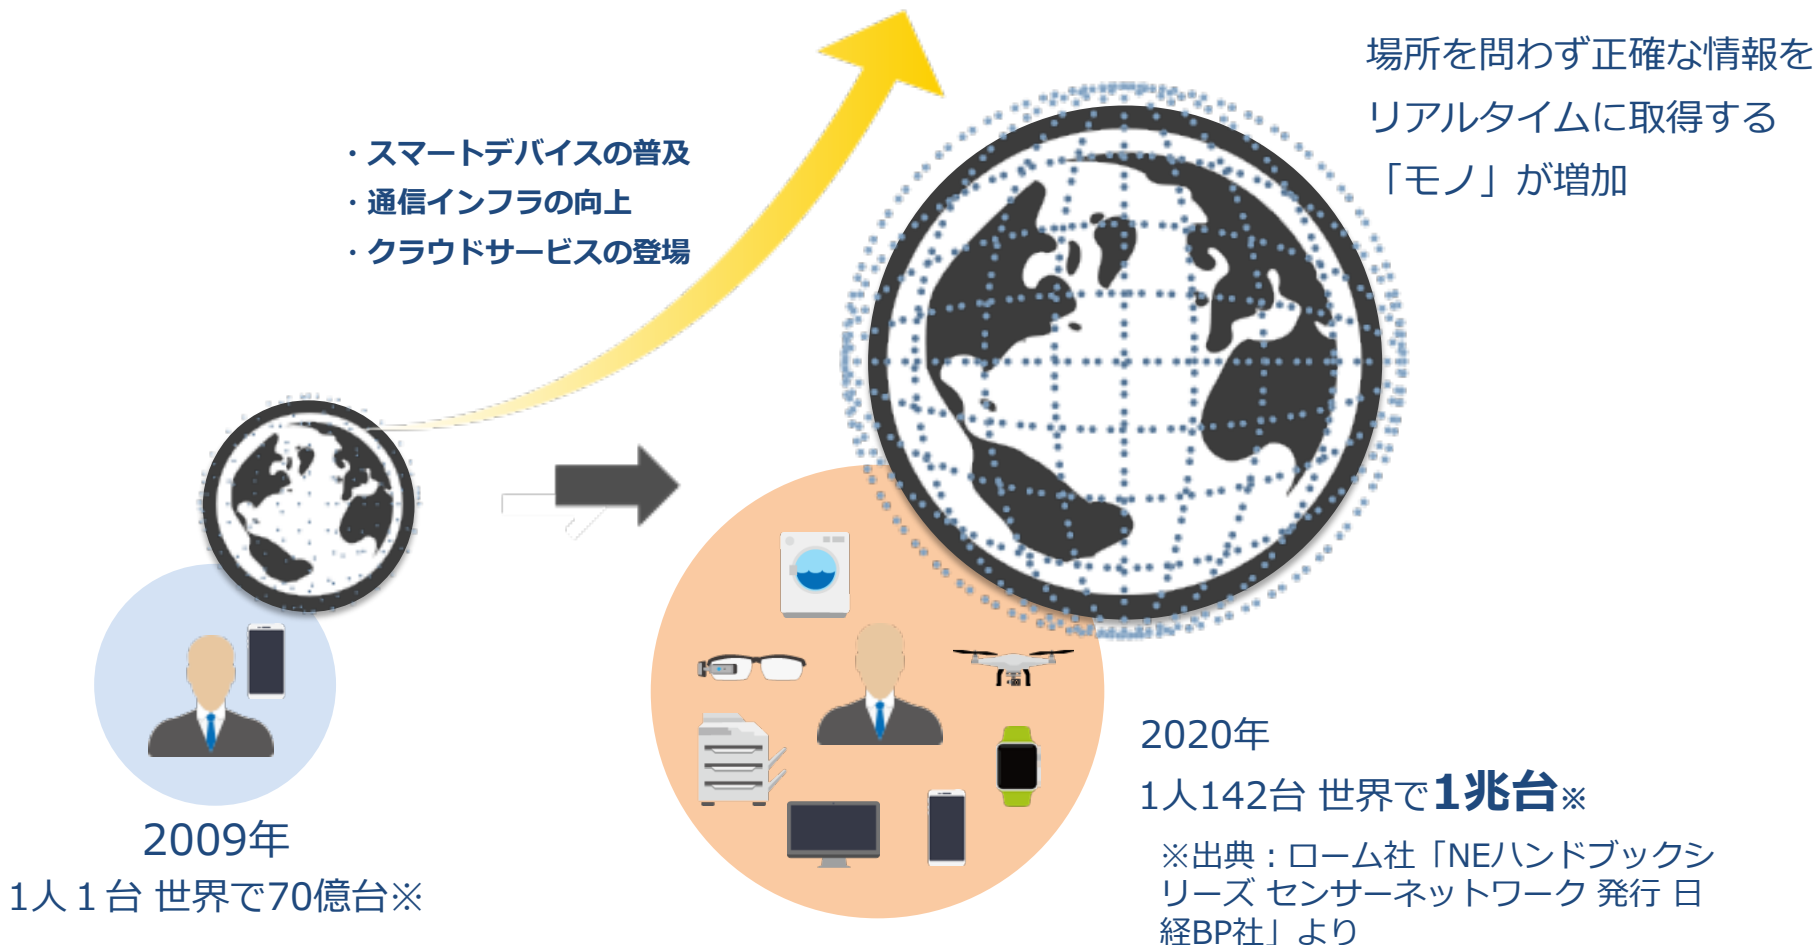 場所を問わず正確な情報を
リアルタイムに取得する
「モノ」が増加
・スマートデバイスの普及
・通信インフラの向上
・クラウドサービスの登場
2009年
1人１台 世界で70億台※
2020年
1人142台 世界で1兆台※
※出典：ローム社「NEハンドブックシ
リーズ センサーネットワーク 発行 日
経BP社」より